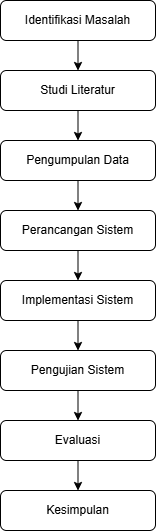 Identifikasi Masalah
Studi Literatur
Pengumpulan Data
Perancangan Sistem
Implementasi Sistem
Pengujian Sistem
Evaluasi
Kesimpulan